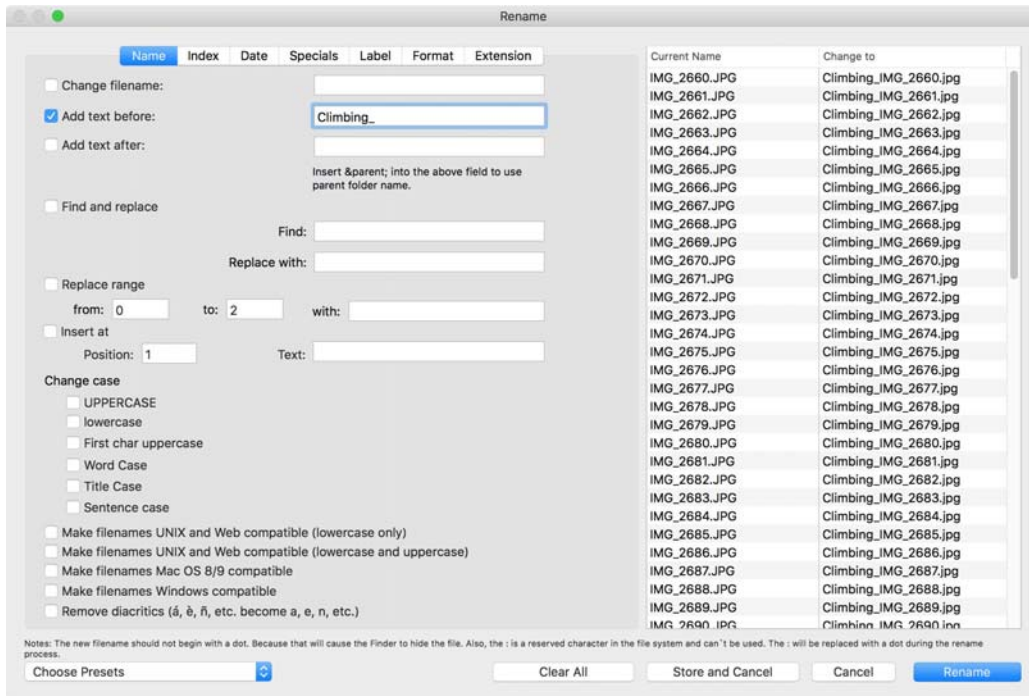 Rename
Name Index Date Specials Label Format Extension
Change filename:
Add text before: Climbing_
Add text after:
Insert &parent; into the above field to use
parent folder name.
Find and replace
Find:
Replace with:
Replace range
from: 0 to: 2 with:
Insert at
Position: 1 Text:
Change case
UPPERCASE
lowercase
First char uppercase
Word Case
Title Case
Sentence case
Make filenames UNIX and Web compatible (lowercase only)
Make filenames UNIX and Web compatible (lowercase and uppercase)
Make filenames Mac OS 8/9 compatible
Make filenames Windows compatible
Remove diacritics (á, è, ñ, etc. become a, e, n, etc.)
Current Name Change to
IMG_2660.JPG Climbing_IMG_2660.jpg
IMG_2661.JPG Climbing_IMG_2661.jpg
IMG_2662.JPG Climbing_IMG_2662.jpg
IMG_2663.JPG Climbing_IMG_2663.jpg
IMG_2664.JPG Climbing_IMG_2664.jpg
IMG_2665.JPG Climbing_IMG_2665.jpg
IMG_2666.JPG Climbing_IMG_2666.jpg
IMG_2667.JPG Climbing_IMG_2667.jpg
IMG_2668.JPG Climbing_IMG_2668.jpg
IMG_2669.JPG Climbing_IMG_2669.jpg
IMG_2670.JPG Climbing_IMG_2670.jpg
IMG_2671.JPG Climbing_IMG_2671.jpg
IMG_2672.JPG Climbing_IMG_2672.jpg
IMG_2673.JPG Climbing_IMG_2673.jpg
IMG_2674.JPG Climbing_IMG_2674.jpg
IMG_2675.JPG Climbing_IMG_2675.jpg
IMG_2676.JPG Climbing_IMG_2676.jpg
IMG_2677.JPG Climbing_IMG_2677.jpg
IMG_2678.JPG Climbing_IMG_2678.jpg
IMG_2679.JPG Climbing_IMG_2679.jpg
IMG_2680.JPG Climbing_IMG_2680.jpg
IMG_2681.JPG Climbing_IMG_2681.jpg
IMG_2682.JPG Climbing_IMG_2682.jpg
IMG_2683.JPG Climbing_IMG_2683.jpg
IMG_2684.JPG Climbing_IMG_2684.jpg
IMG_2685.JPG Climbing_IMG_2685.jpg
IMG_2686.JPG Climbing_IMG_2686.jpg
IMG_2687.JPG Climbing_IMG_2687.jpg
IMG_2688.JPG Climbing_IMG_2688.jpg
IMG_2689.JPG Climbing_IMG_2689.jpg
IMG_2690.JPG Climbing_IMG_2690.jpg
Notes: The new filename should not begin with a dot. Because that will cause the Finder to hide the file. Also, the : is a reserved character in the file system and can`t be used. The : will be replaced with a dot during the rename
process.
Choose Presets Clear All Store and Cancel Cancel Rename